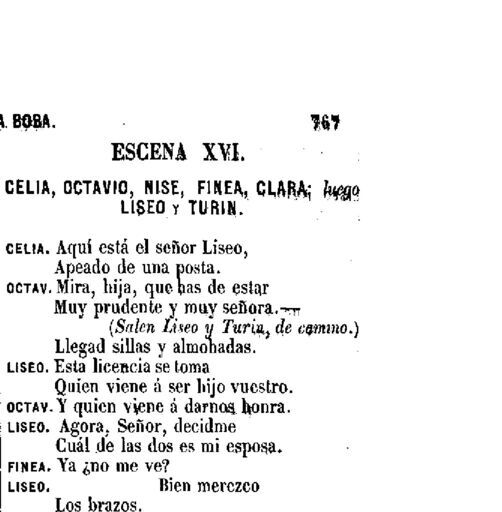 A BOBA.
767
ESCENA XVI.
CELIA, OCTAVIO, NISE, FINEA, CLARA; luego
LISEO Y TURIN.
CELIA. Aquí está el señor Liseo,
Apeado de una posta.
OCTAV. Mira, hija, que has de estar
Muy prudente y muy señora.—
(Salen Liseo y Turin, de camino.)
Llegad sillas y almohadas.
LISEO. Esta licencia se toma
Quien viene á ser hijo vuestro.
OCTAV. Y quien viene á darnos honra.
LISEO. Agora, Señor, decidme
Cuál de las dos es mi esposa.
FINEA. Ya ¿no me ve?
LISEO. Bien merezco
Los brazos.